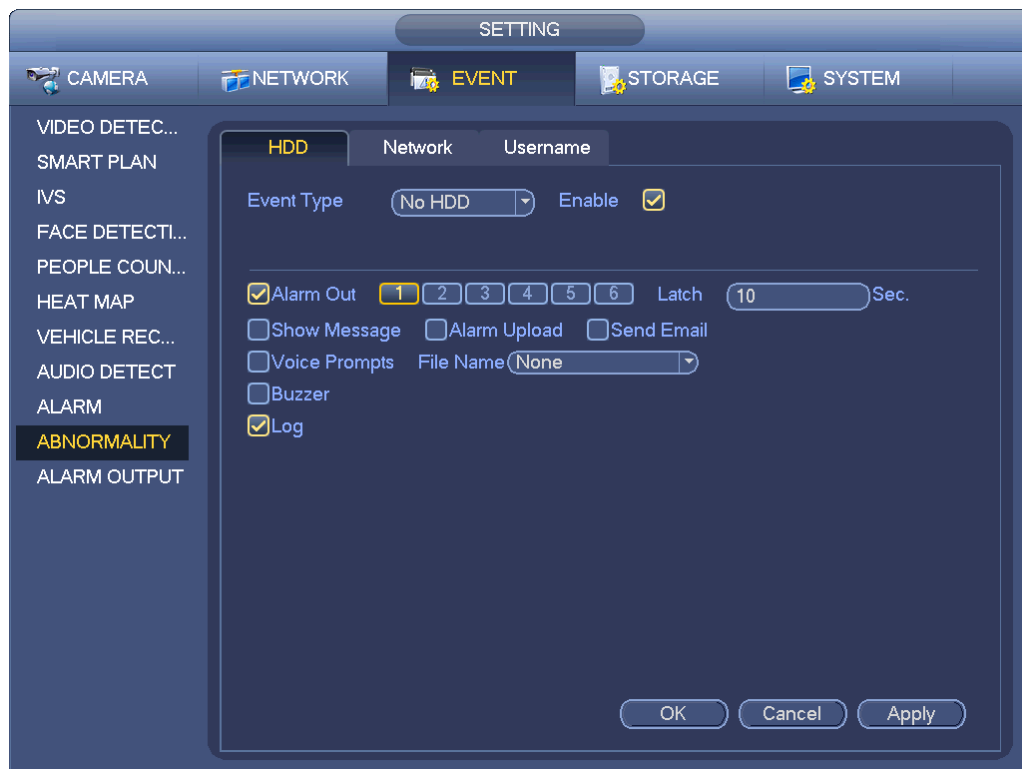 SETTING
CAMERA NETWORK EVENT STORAGE SYSTEM
VIDEO DETEC...
SMART PLAN
IVS
FACE DETECTI...
PEOPLE COUN...
HEAT MAP
VEHICLE REC...
AUDIO DETECT
ALARM
ABNORMALITY
ALARM OUTPUT
HDD Network Username
Event Type No HDD Enable
Alarm Out 1 2 3 4 5 6 Latch 10 Sec.
Show Message Alarm Upload Send Email
Voice Prompts File Name None
Buzzer
Log
OK Cancel Apply